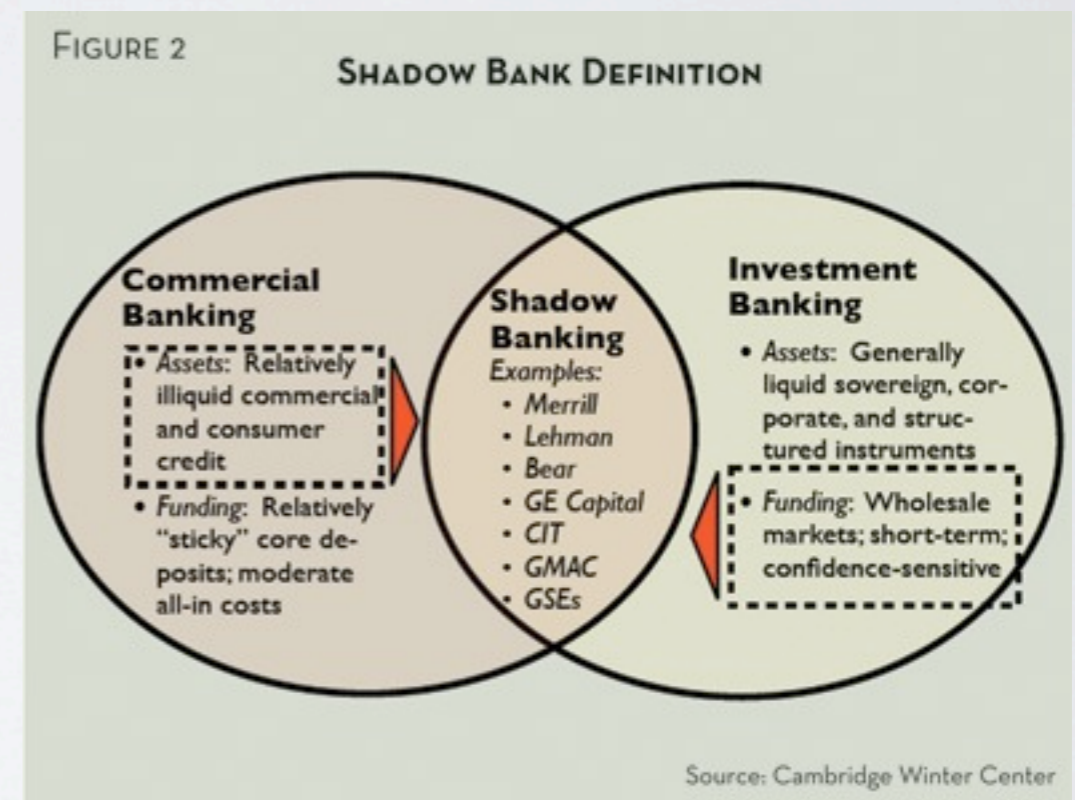 FIGURE 2
SHADOW BANK DEFINITION
Commercial
Banking
• Assets: Relatively
illiquid commercial
and consumer
credit
• Funding: Relatively
“sticky” core de-
posits; moderate
all-in costs
Shadow
Banking
Examples:
• Merrill
• Lehman
• Bear
• GE Capital
• CIT
• GMAC
• GSEs
Investment
Banking
• Assets: Generally
liquid sovereign, cor-
porate, and struc-
tured instruments
• Funding: Wholesale
markets; short-term;
confidence-sensitive
Source: Cambridge Winter Center